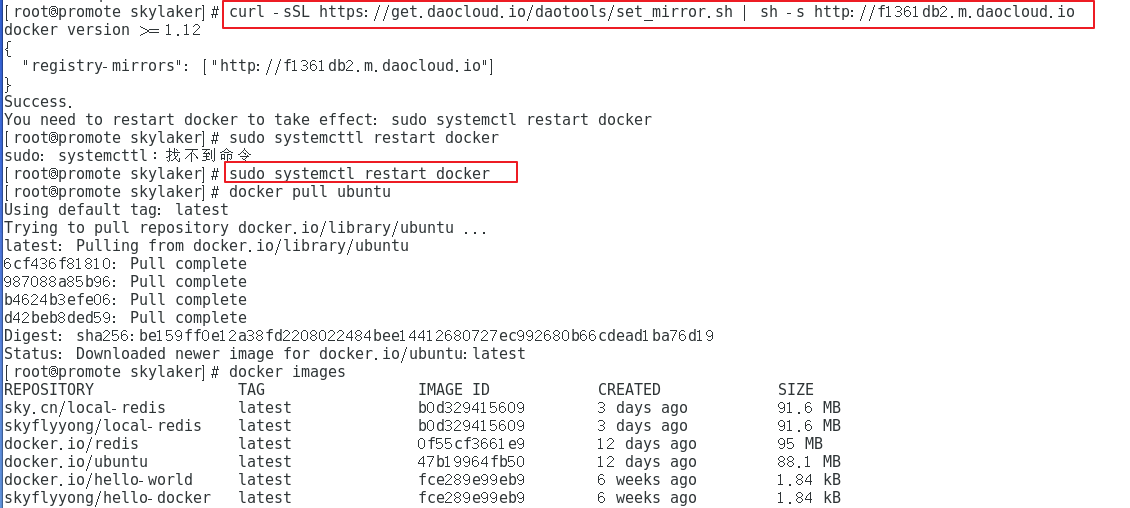 [root@promote skylaker]# curl -sSL https://get.daocloud.io/daotools/set_mirror.sh | sh -s http://f1361db2.m.daocloud.io
docker version >= 1.12
{
  "registry-mirrors": ["http://f1361db2.m.daocloud.io"]
}
Success.
You need to restart docker to take effect: sudo systemctl restart docker
[root@promote skylaker]# sudo systemcttl restart docker
sudo: systemcttl：找不到命令
[root@promote skylaker]# sudo systemctl restart docker
[root@promote skylaker]# docker pull ubuntu
Using default tag: latest
Trying to pull repository docker.io/library/ubuntu ...
latest: Pulling from docker.io/library/ubuntu
6cf436f81810: Pull complete
987088a85b96: Pull complete
b4624b3efe06: Pull complete
d42beb8ded59: Pull complete
Digest: sha256:be159ff0e12a38fd2208022484bee14412680727ec992680b66cdead1ba76d19
Status: Downloaded newer image for docker.io/ubuntu:latest
[root@promote skylaker]# docker images
REPOSITORY                TAG                 IMAGE ID            CREATED             SIZE
sky.cn/local-redis        latest              b0d329415609        3 days ago          91.6 MB
skyflyyong/local-redis    latest              b0d329415609        3 days ago          91.6 MB
docker.io/redis           latest              0f55cf3661e9        12 days ago         95 MB
docker.io/ubuntu          latest              47b19964fb50        12 days ago         88.1 MB
docker.io/hello-world     latest              fce289e99eb9        6 weeks ago         1.84 kB
skyflyyong/hello-docker   latest              fce289e99eb9        6 weeks ago         1.84 kB